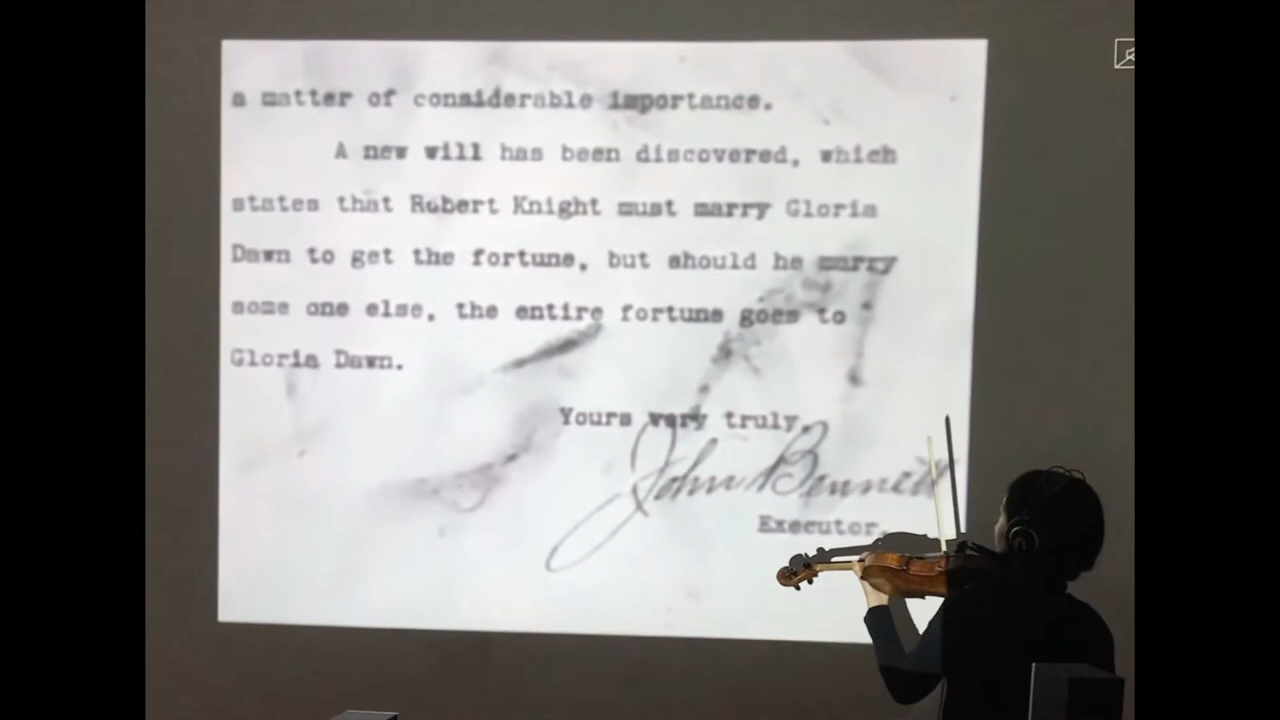 a matter of considerable importance.
A new will has been discovered, which
states that Robert Knight must marry Gloria
Dawn to get the fortune, but should he marry
some one else, the entire fortune goes to
Gloria Dawn.
Yours very truly,
John Bennett
Executor.